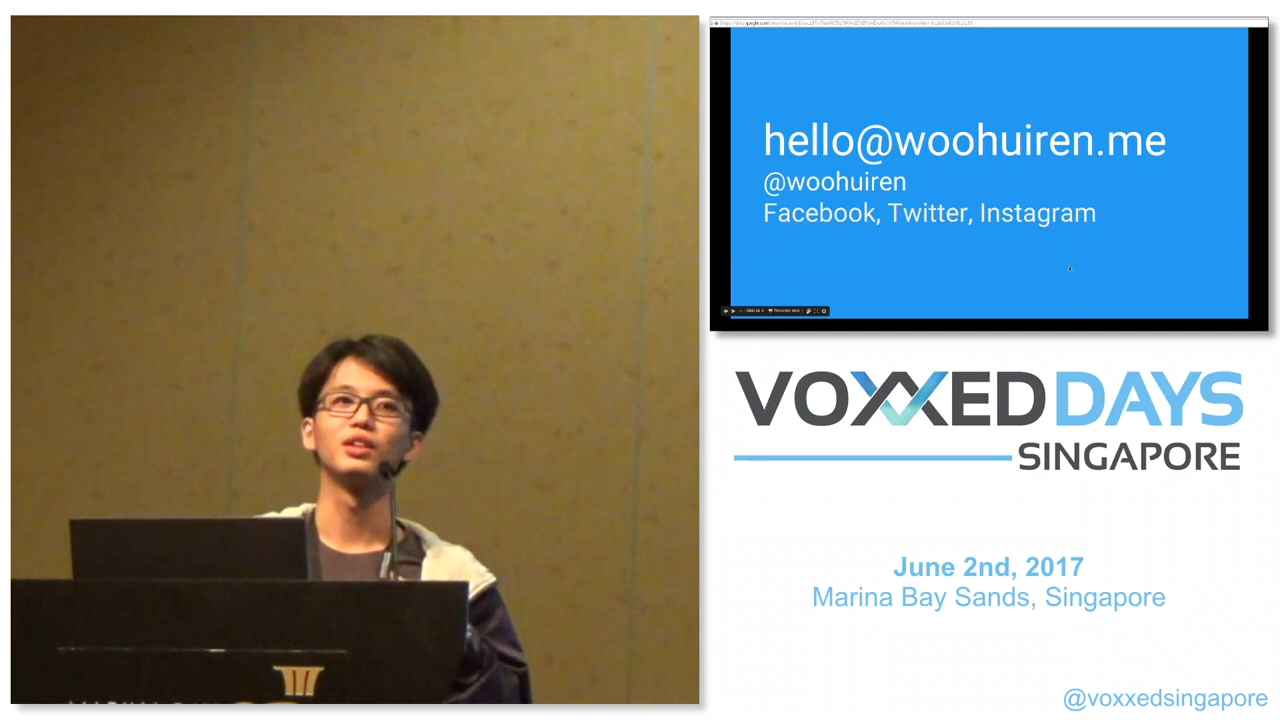 hello@woohuiren.me
@woohuiren
Facebook, Twitter, Instagram
VOXXED DAYS
SINGAPORE
June 2nd, 2017
Marina Bay Sands, Singapore
@voxxedsingapore